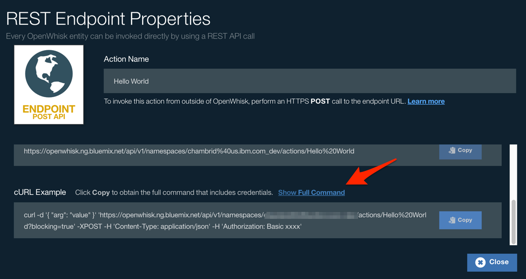 REST Endpoint Properties
Every OpenWhisk entity can be invoked directly by using a REST API call
ENDPOINT
POST API
Action Name
Hello World
To invoke this action from outside of OpenWhisk, perform an HTTPS POST call to the endpoint URL. Learn more
https://openwhisk.ng.bluemix.net/api/v1/namespaces/chambrid%40us.ibm.com_dev/actions/Hello%20World
Copy
cURL Example Click Copy to obtain the full command that includes credentials. Show Full Command
curl -d '{ "arg": "value" }' 'https://openwhisk.ng.bluemix.net/api/v1/namespaces/ /actions/Hello%20Worl
d?blocking=true' -XPOST -H 'Content-Type: application/json' -H 'Authorization: Basic xxxx'
Copy
Close